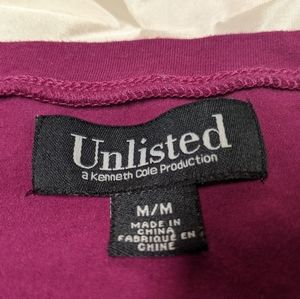 Unlisted
a Kenneth Cole Production
M/M
MADE IN
CHINA
FABRIQUÉ EN
CHINE